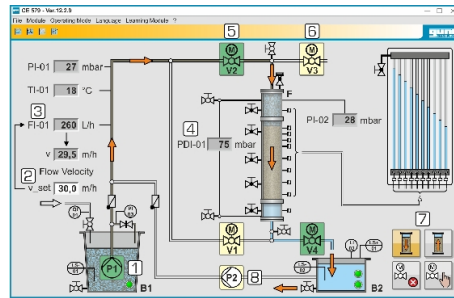 CE 579 - Ver.12.2.9
File Module Operating Mode Language Learning Module ?
gunt
5
6
M
V2
M
V3
PI-01 27 mbar
TI-01 18 °C
3
FI-01 260 L/h
v 29,5 m/h
2 Flow Velocity
v_set 30,0 m/h
4
PDI-01 75 mbar
F
PI-02 28 mbar
7
M
V1
M
V4
1
P1
B1
P2
8
B2
M
M